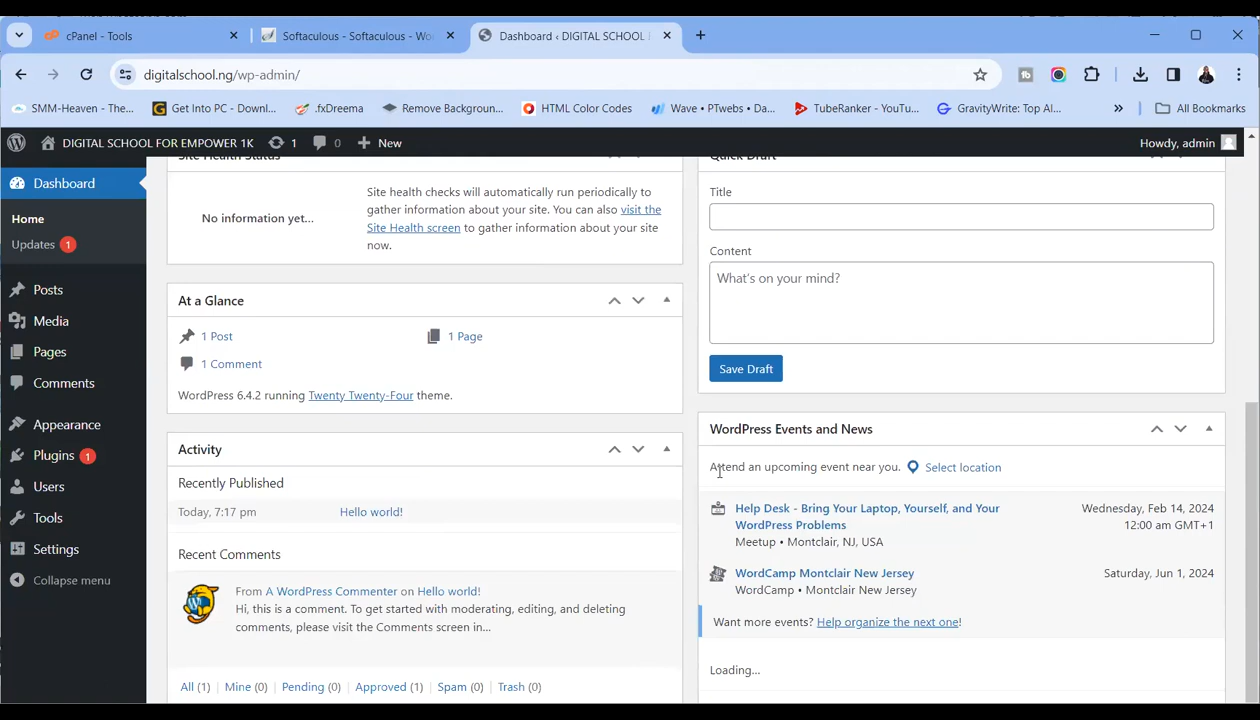 cPanel - Tools
Softaculous - Softaculous - Wo
Dashboard ‹ DIGITAL SCHOOL
digitalschool.ng/wp-admin/
SMM-Heaven - The...
Get Into PC - Downl...
.fxDreema
Remove Backgroun...
HTML Color Codes
Wave • PTwebs • Da...
TubeRanker - YouTu...
GravityWrite: Top AI...
»
All Bookmarks
DIGITAL SCHOOL FOR EMPOWER 1K
1
0
New
Howdy, admin
Dashboard
Home
Updates 1
Posts
Media
Pages
Comments
Appearance
Plugins 1
Users
Tools
Settings
Collapse menu
Site Health Status
No information yet...
Site health checks will automatically run periodically to
gather information about your site. You can also visit the
Site Health screen to gather information about your site
now.
At a Glance
1 Post
1 Page
1 Comment
WordPress 6.4.2 running Twenty Twenty-Four theme.
Activity
Recently Published
Today, 7:17 pm
Hello world!
Recent Comments
From A WordPress Commenter on Hello world!
Hi, this is a comment. To get started with moderating, editing, and deleting
comments, please visit the Comments screen in...
All (1) | Mine (0) | Pending (0) | Approved (1) | Spam (0) | Trash (0)
Quick Draft
Title
Content
What's on your mind?
Save Draft
WordPress Events and News
Attend an upcoming event near you.
Select location
Help Desk - Bring Your Laptop, Yourself, and Your
WordPress Problems
Meetup • Montclair, NJ, USA
Wednesday, Feb 14, 2024
12:00 am GMT+1
WordCamp Montclair New Jersey
WordCamp • Montclair New Jersey
Saturday, Jun 1, 2024
Want more events? Help organize the next one!
Loading...